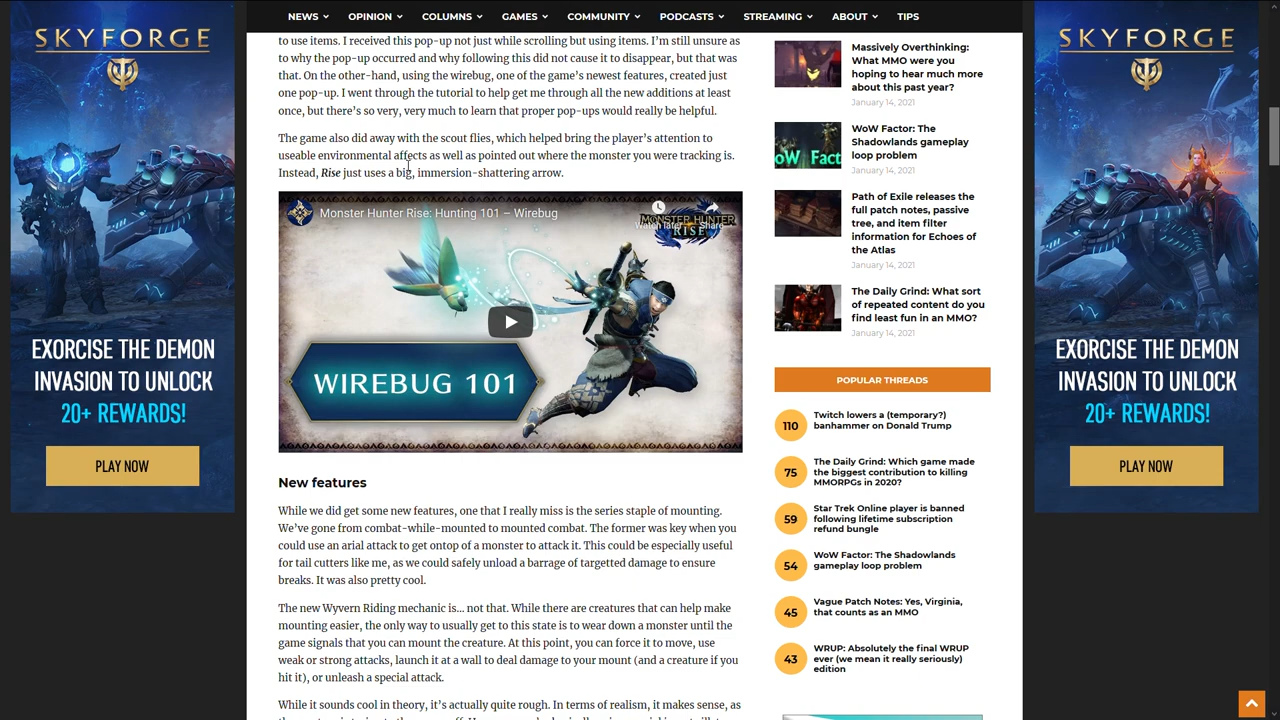 SKYFORGE
EXORCISE THE DEMON
INVASION TO UNLOCK
20+ REWARDS!
PLAY NOW
NEWS
OPINION
COLUMNS
GAMES
COMMUNITY
PODCASTS
STREAMING
ABOUT
TIPS
to use items. I received this pop-up not just while scrolling but using items. I’m still unsure as
to why the pop-up occurred and why following this did not cause it to disappear, but that was
that. On the other-hand, using the wirebug, one of the game’s newest features, created just
one pop-up. I went through the tutorial to help get me through all the new additions at least
once, but there’s so very, very much to learn that proper pop-ups would really be helpful.
The game also did away with the scout flies, which helped bring the player’s attention to
useable environmental affects as well as pointed out where the monster you were tracking is.
Instead, Rise just uses a big, immersion-shattering arrow.
Monster Hunter Rise: Hunting 101 – Wirebug
Watch later
Share
MONSTER HUNTER
RISE
WIREBUG 101
New features
While we did get some new features, one that I really miss is the series staple of mounting.
We’ve gone from combat-while-mounted to mounted combat. The former was key when you
could use an arial attack to get ontop of a monster to attack it. This could be especially useful
for tail cutters like me, as we could safely unload a barrage of targetted damage to ensure
breaks. It was also pretty cool.
The new Wyvern Riding mechanic is… not that. While there are creatures that can help make
mounting easier, the only way to usually get to this state is to wear down a monster until the
game signals that you can mount the creature. At this point, you can force it to move, use
weak or strong attacks, launch it at a wall to deal damage to your mount (and a creature if you
hit it), or unleash a special attack.
While it sounds cool in theory, it’s actually quite rough. In terms of realism, it makes sense, as
Massively Overthinking:
What MMO were you
hoping to hear much more
about this past year?
January 14, 2021
oW Fact
WoW Factor: The
Shadowlands gameplay
loop problem
January 14, 2021
Path of Exile releases the
full patch notes, passive
tree, and item filter
information for Echoes of
the Atlas
January 14, 2021
The Daily Grind: What sort
of repeated content do you
find least fun in an MMO?
January 14, 2021
POPULAR THREADS
110
Twitch lowers a (temporary?)
banhammer on Donald Trump
75
The Daily Grind: Which game made
the biggest contribution to killing
MMORPGs in 2020?
59
Star Trek Online player is banned
following lifetime subscription
refund bungle
54
WoW Factor: The Shadowlands
gameplay loop problem
45
Vague Patch Notes: Yes, Virginia,
that counts as an MMO
43
WRUP: Absolutely the final WRUP
ever (we mean it really seriously)
edition
SKYFORGE
EXORCISE THE DEMON
INVASION TO UNLOCK
20+ REWARDS!
PLAY NOW